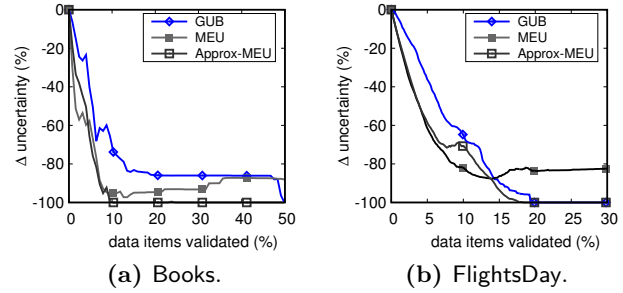 GUB
MEU
Approx-MEU
0
-20
-40
-60
-80
-100
Δ uncertainty (%)
0 10 20 30 40 50
data items validated (%)
(a) Books.
GUB
MEU
Approx-MEU
0
-20
-40
-60
-80
-100
Δ uncertainty (%)
0 5 10 15 20 25 30
data items validated (%)
(b) FlightsDay.